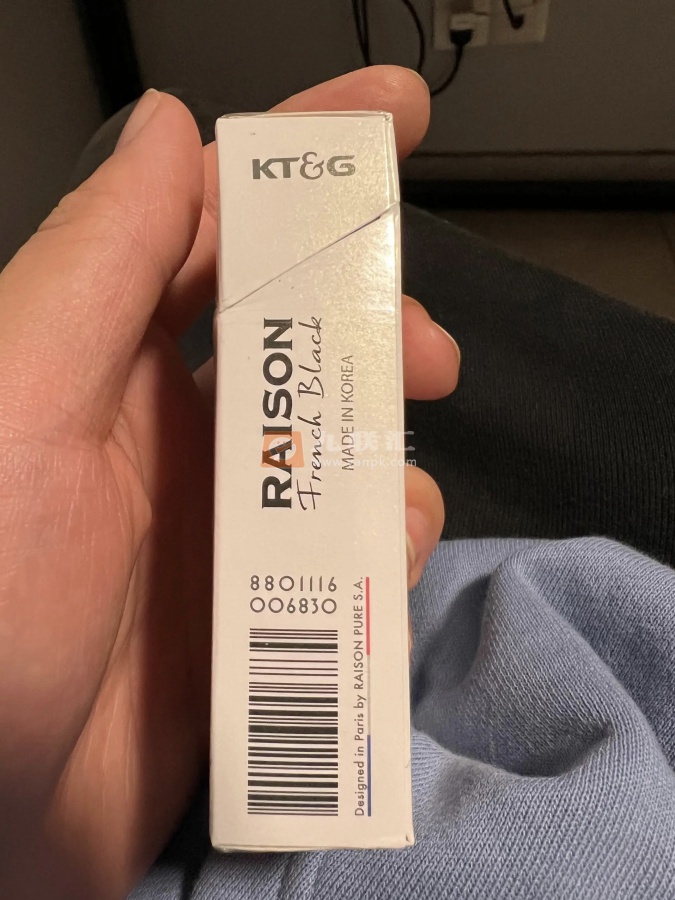 KT&G
RAISON
French Black
MADE IN KOREA
8801116
006830
Designed in Paris by RAISON PURE S.A.